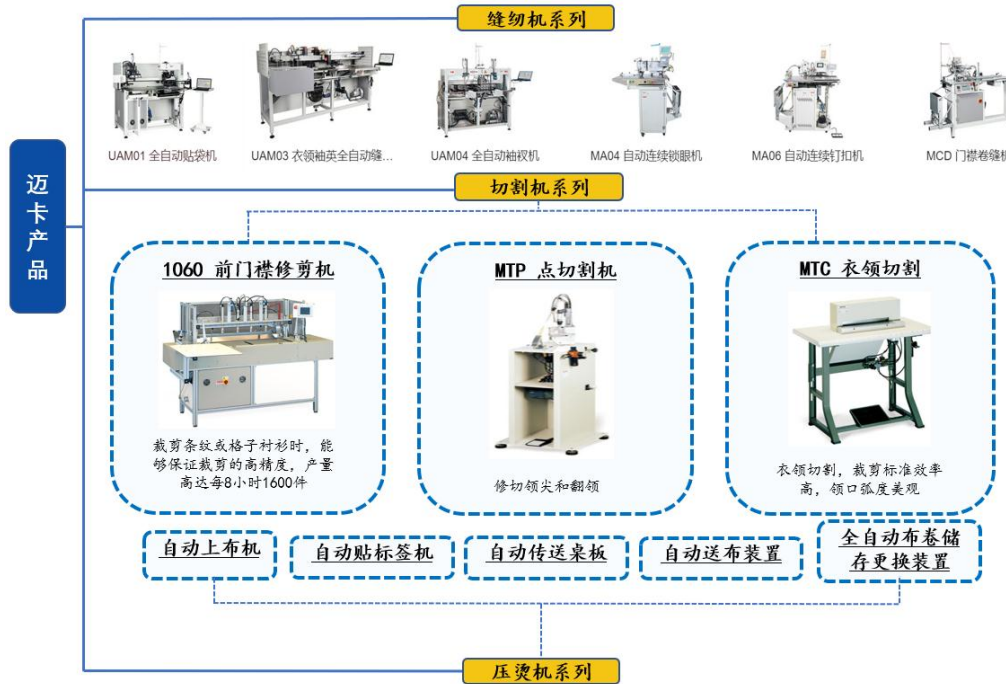 缝纫机系列
UAM01 全自动贴袋机
UAM03 衣领袖英全自动缝...
UAM04 全自动袖衩机
MA04 自动连续锁眼机
MA06 自动连续钉扣机
MCD 门襟卷缝机
迈卡产品
切割机系列
1060 前门襟修剪机
裁剪条纹或格子衬衫时，能
够保证裁剪的高精度，产量
高达每8小时1600件
MTP 点切割机
修切领尖和翻领
MTC 衣领切割
衣领切割，裁剪标准效率
高，领口弧度美观
自动上布机
自动贴标签机
自动传送桌板
自动送布装置
全自动布卷储
存更换装置
压烫机系列